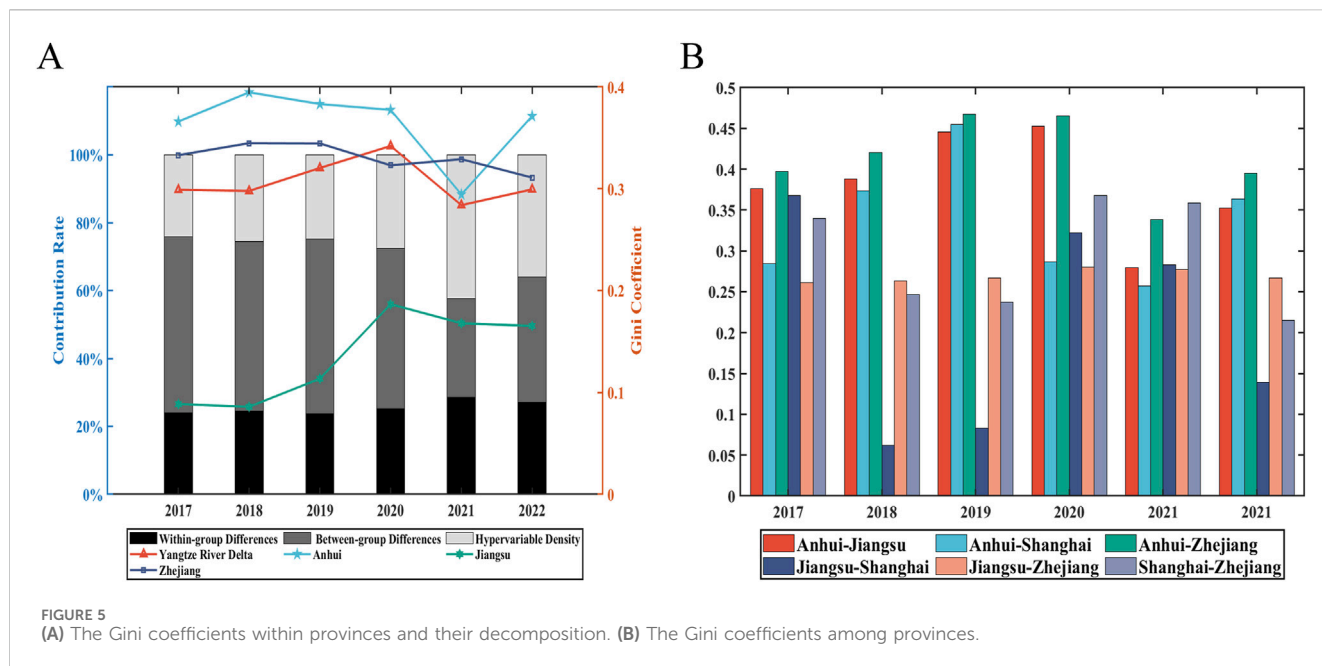 A
Contribution Rate
100%
80%
60%
40%
20%
0%
0.4
0.3
0.2
0.1
0
Gini Coefficient
2017 2018 2019 2020 2021 2022
Within-group Differences Between-group Differences Hypervariable Density
Yangtze River Delta Anhui Jiangsu
Zhejiang
B
0.5
0.45
0.4
0.35
0.3
0.25
0.2
0.15
0.1
0.05
0
2017 2018 2019 2020 2021 2021
Anhui-Jiangsu Anhui-Shanghai Anhui-Zhejiang
Jiangsu-Shanghai Jiangsu-Zhejiang Shanghai-Zhejiang
FIGURE 5
(A) The Gini coefficients within provinces and their decomposition. (B) The Gini coefficients among provinces.